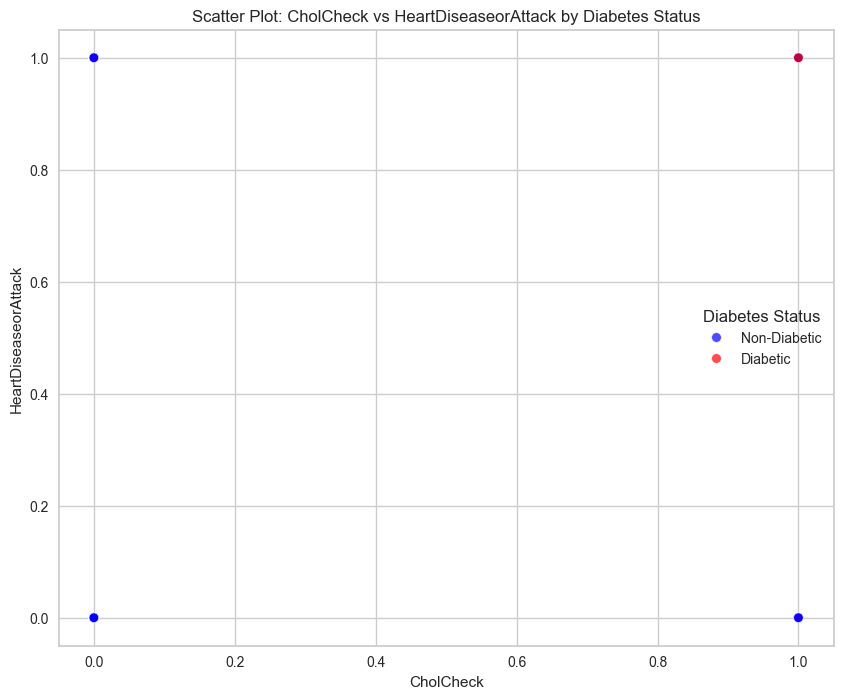 Scatter Plot: CholCheck vs HeartDiseaseorAttack by Diabetes Status
1.0
0.8
0.6
0.4
0.2
0.0
HeartDiseaseorAttack
Diabetes Status
Non-Diabetic
Diabetic
0.0 0.2 0.4 0.6 0.8 1.0
CholCheck